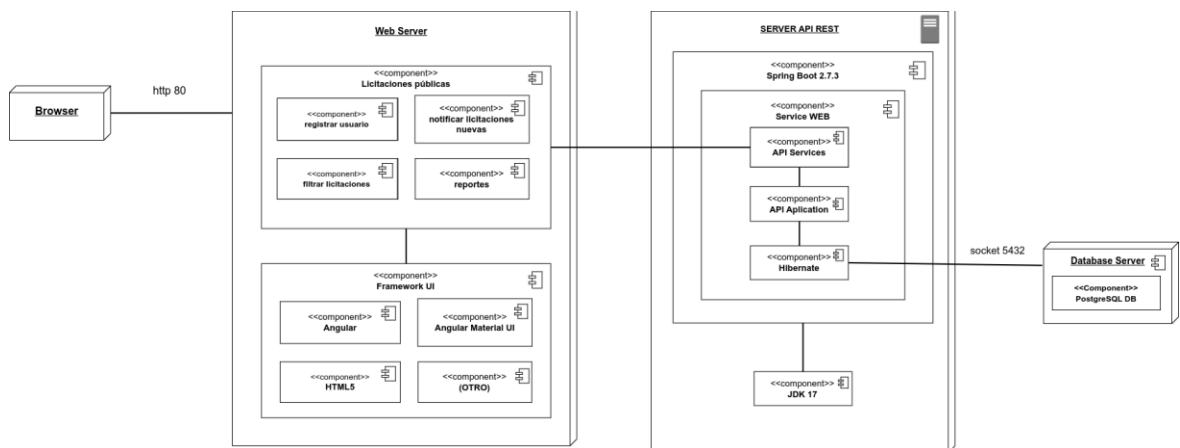 Browser
http 80
Web Server
<<component>>
Licitaciones públicas
<<component>>
registrar usuario
<<component>>
notificar licitaciones
nuevas
<<component>>
filtrar licitaciones
<<component>>
reportes
<<component>>
Framework UI
<<component>>
Angular
<<component>>
Angular Material UI
<<component>>
HTML5
<<component>>
(OTRO)
SERVER API REST
<<component>>
Spring Boot 2.7.3
<<component>>
Service WEB
<<component>>
API Services
<<component>>
API Aplication
<<component>>
Hibernate
<<component>>
JDK 17
socket 5432
Database Server
<<Component>>
PostgreSQL DB